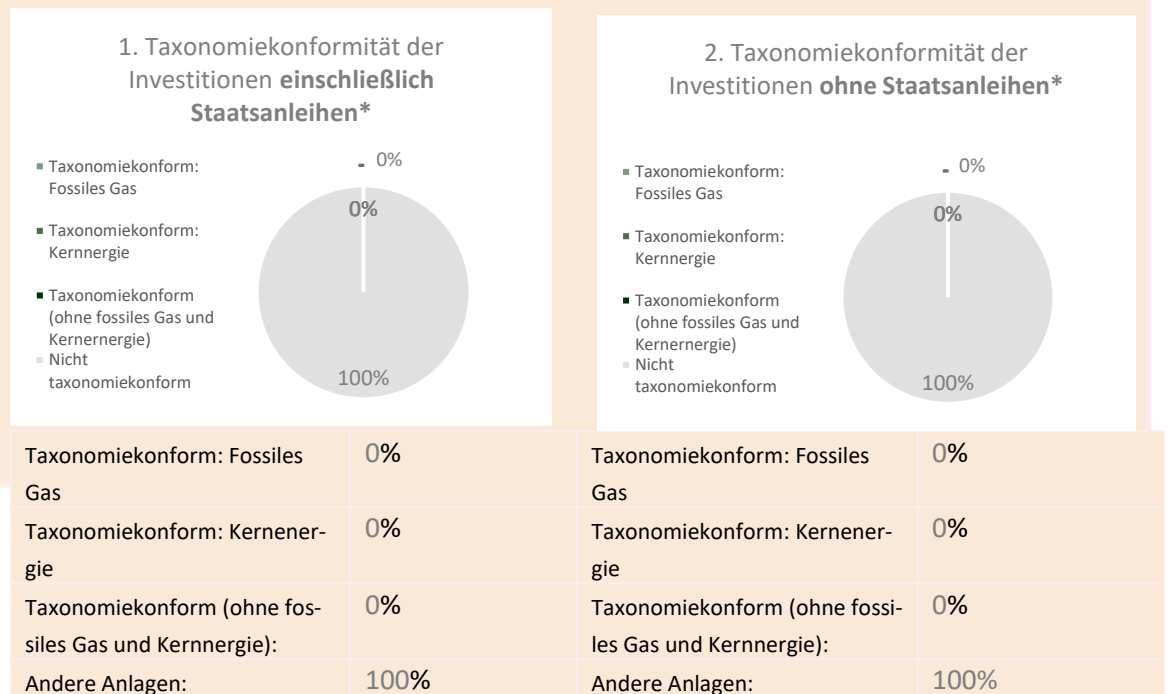 1. Taxonomiekonformität der
Investitionen einschließlich
Staatsanleihen*
Taxonomiekonform:
Fossiles Gas
Taxonomiekonform:
Kernnergie
Taxonomiekonform
(ohne fossiles Gas und
Kernernergie)
Nicht
taxonomiekonform
0%
0%
100%
2. Taxonomiekonformität der
Investitionen ohne Staatsanleihen*
Taxonomiekonform:
Fossiles Gas
Taxonomiekonform:
Kernnergie
Taxonomiekonform
(ohne fossiles Gas und
Kernernergie)
Nicht
taxonomiekonform
0%
0%
100%
Taxonomiekonform: Fossiles
Gas
0%
Taxonomiekonform: Fossiles
Gas
0%
Taxonomiekonform: Kernener-
gie
0%
Taxonomiekonform: Kernener-
gie
0%
Taxonomiekonform (ohne fos-
siles Gas und Kernnergie):
0%
Taxonomiekonform (ohne fossi-
les Gas und Kernnergie):
0%
Andere Anlagen:
100%
Andere Anlagen:
100%